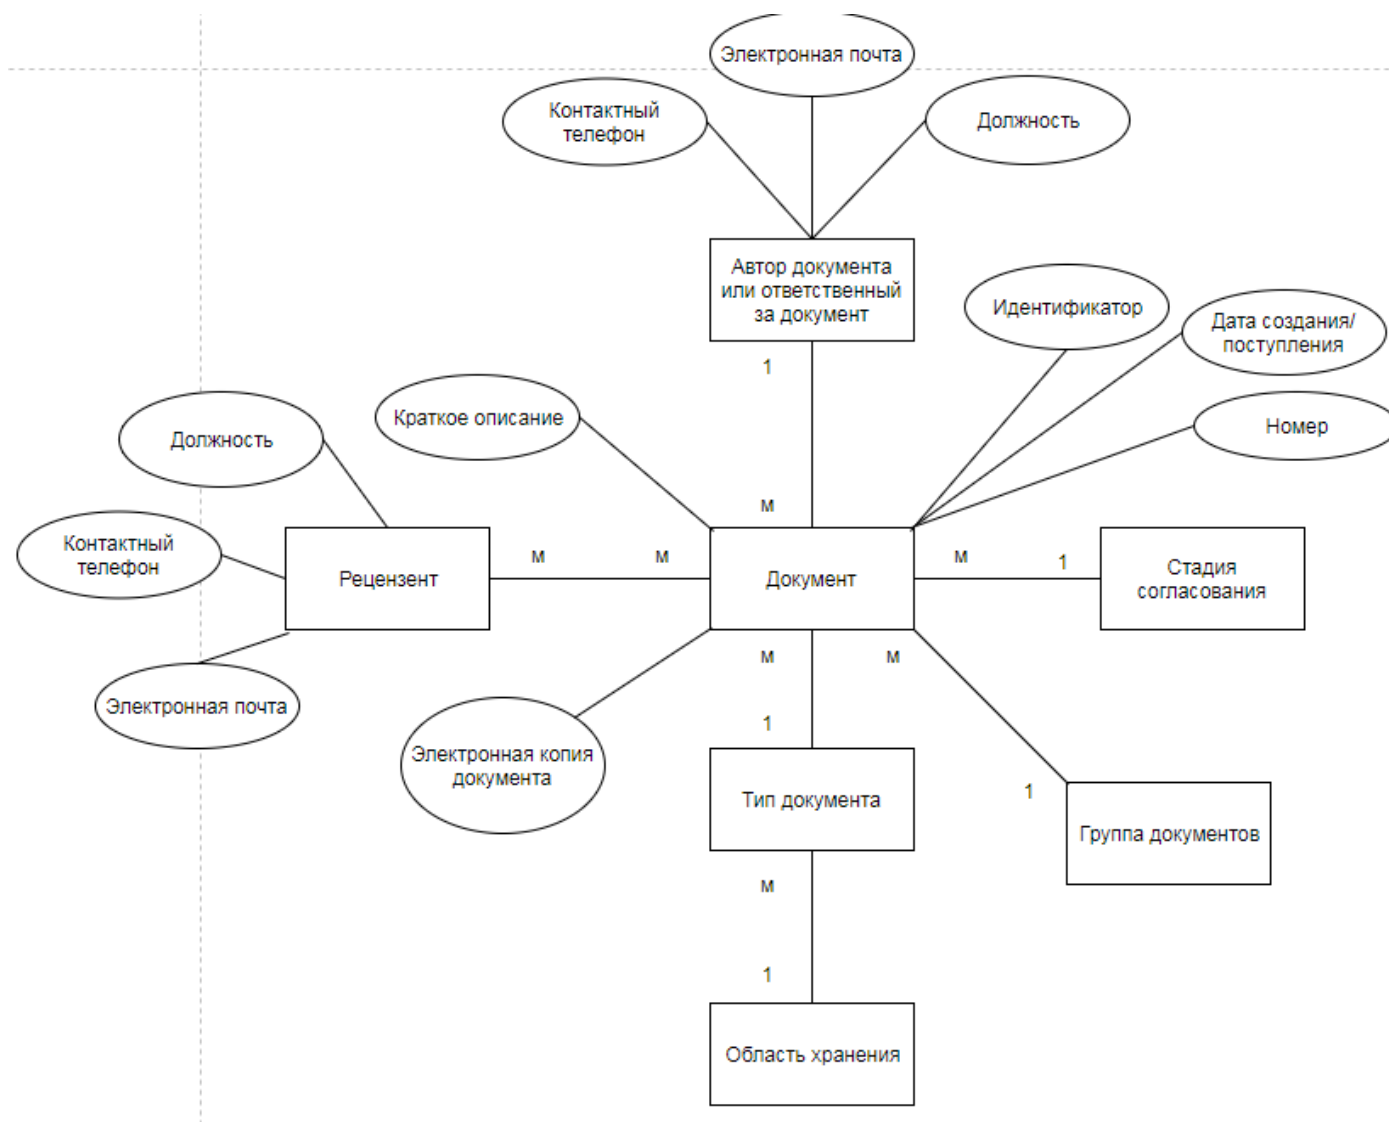 Электронная почта
Контактный
телефон
Должность
Автор документа
или ответственный
за документ
Идентификатор
Дата создания/
поступления
1
Краткое описание
Номер
Должность
М
Контактный
телефон
Рецензент
М
М
Документ
М
1
Стадия
согласования
М
М
Электронная почта
1
Электронная копия
документа
Тип документа
1
Группа документов
М
1
Область хранения